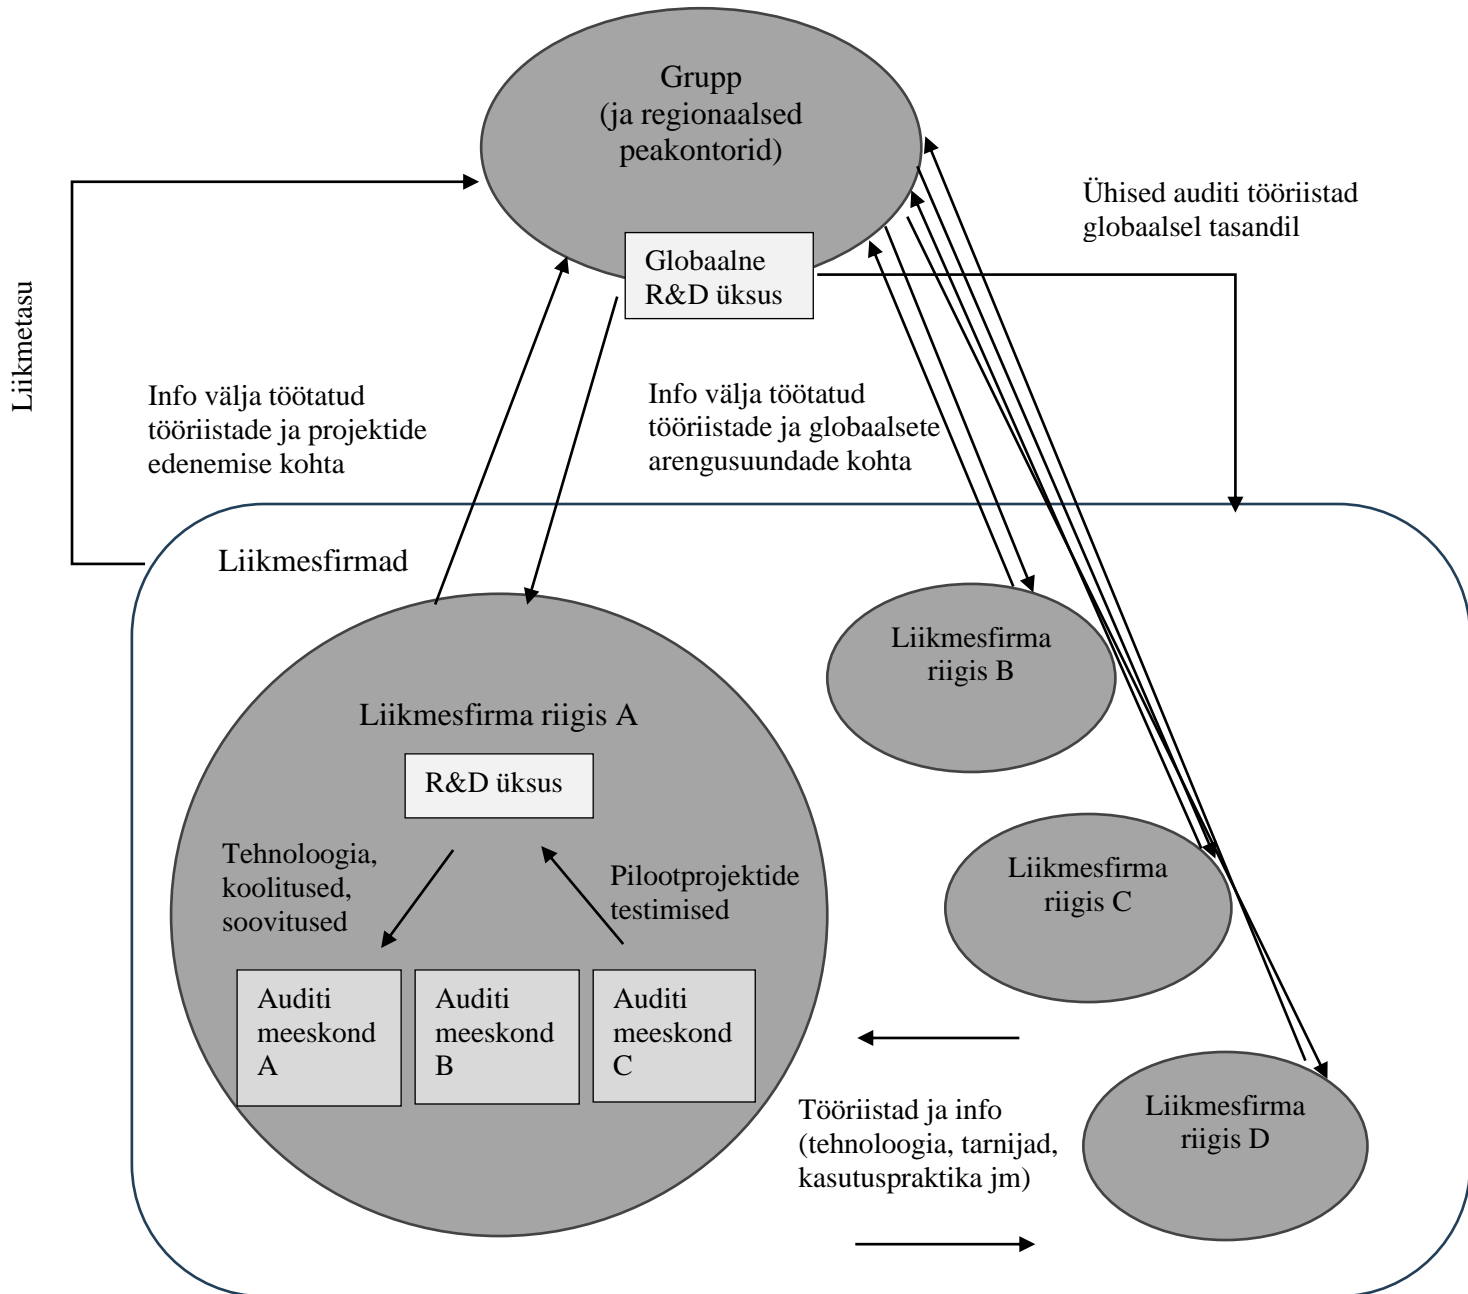 Grupp
(ja regionaalsed
peakontorid)
Ühised auditi tööriistad
globaalsel tasandil
Globaalne
R&D üksus
Liikmetasu
Info välja töötatud
tööriistade ja projektide
edenemise kohta
Info välja töötatud
tööriistade ja globaalsete
arengusuundade kohta
Liikmesfirmad
Liikmesfirma
riigis B
Liikmesfirma riigis A
R&D üksus
Tehnoloogia,
koolitused,
soovitused
Pilootprojektide
testimised
Liikmesfirma
riigis C
Auditi
meeskond
A
Auditi
meeskond
B
Auditi
meeskond
C
Tööriistad ja info
(tehnoloogia, tarnijad,
kasutuspraktika jm)
Liikmesfirma
riigis D